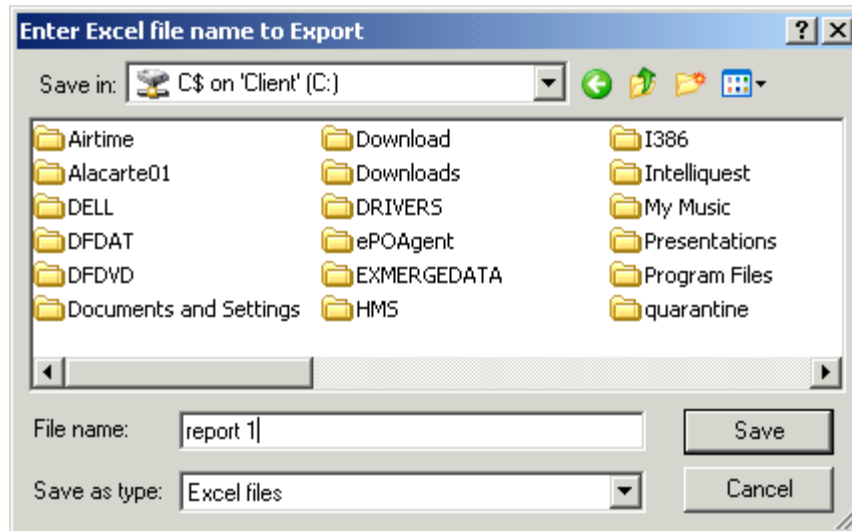 Enter Excel file name to Export
Save in: C$ on 'Client' (C:)
Airtime Download I386
Alacarte01 Downloads Intelliquest
DELL DRIVERS My Music
DFDAT ePOAgent Presentations
DFDVD EXMERGEDATA Program Files
Documents and Settings HMS quarantine
File name: report 1 Save
Save as type: Excel files Cancel